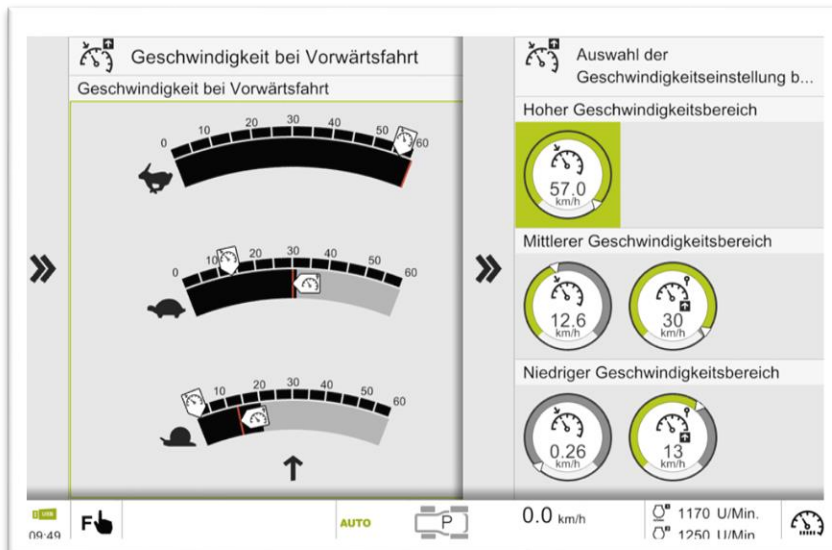 Geschwindigkeit bei Vorwärtsfahrt
Geschwindigkeit bei Vorwärtsfahrt
0 10 20 30 40 50 60
0 10 20 30 40 50 60
10 20 30 40 50 60
Auswahl der
Geschwindigkeitseinstellung b...
Hoher Geschwindigkeitsbereich
57.0
km/h
Mittlerer Geschwindigkeitsbereich
12.6
km/h
30
km/h
Niedriger Geschwindigkeitsbereich
0.26
km/h
13
km/h
USB
09:49
F
AUTO
P
0.0 km/h
1170 U/Min.
1250 U/Min